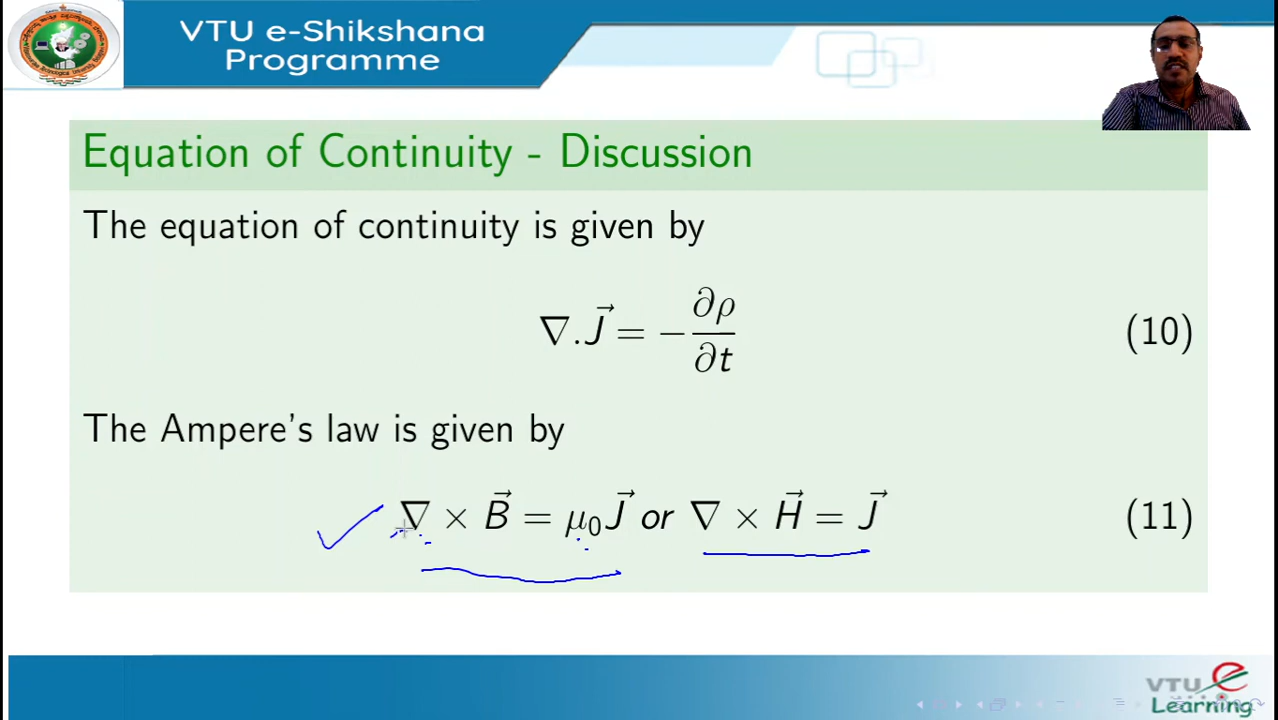 VTU e-Shikshana
Programme
Equation of Continuity - Discussion
The equation of continuity is given by
∇.J⃗ = −∂ρ/∂t (10)
The Ampere's law is given by
∇ × B⃗ = μ₀J⃗ or ∇ × H⃗ = J⃗ (11)
VTU
Learning